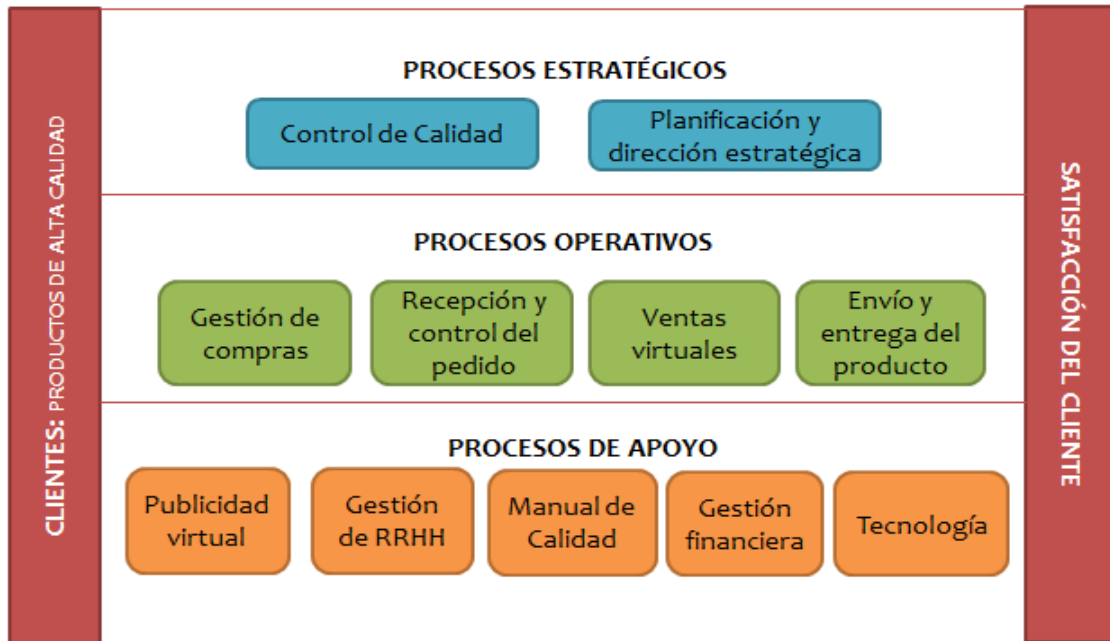 CLIENTES: PRODUCTOS DE ALTA CALIDAD
PROCESOS ESTRATÉGICOS
Control de Calidad
Planificación y
dirección estratégica
PROCESOS OPERATIVOS
Gestión de
compras
Recepción y
control del
pedido
Ventas
virtuales
Envío y
entrega del
producto
PROCESOS DE APOYO
Publicidad
virtual
Gestión
de RRHH
Manual de
Calidad
Gestión
financiera
Tecnología
SATISFACCIÓN DEL CLIENTE